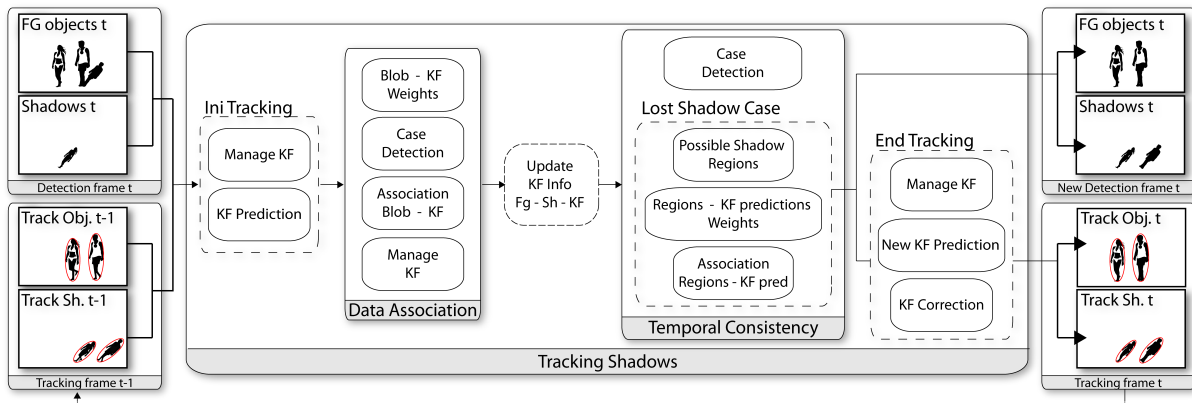 FG objects t
Shadows t
Detection frame t
Track Obj. t-1
Track Sh. t-1
Tracking frame t-1
Ini Tracking
Manage KF
KF Prediction
Blob - KF
Weights
Case
Detection
Association
Blob - KF
Manage
KF
Data Association
Update
KF Info
Fg - Sh - KF
Case
Detection
Lost Shadow Case
Possible Shadow
Regions
Regions - KF predictions
Weights
Association
Regions - KF pred
Temporal Consistency
End Tracking
Manage KF
New KF Prediction
KF Correction
Tracking Shadows
FG objects t
Shadows t
New Detection frame t
Track Obj. t
Track Sh. t
Tracking frame t